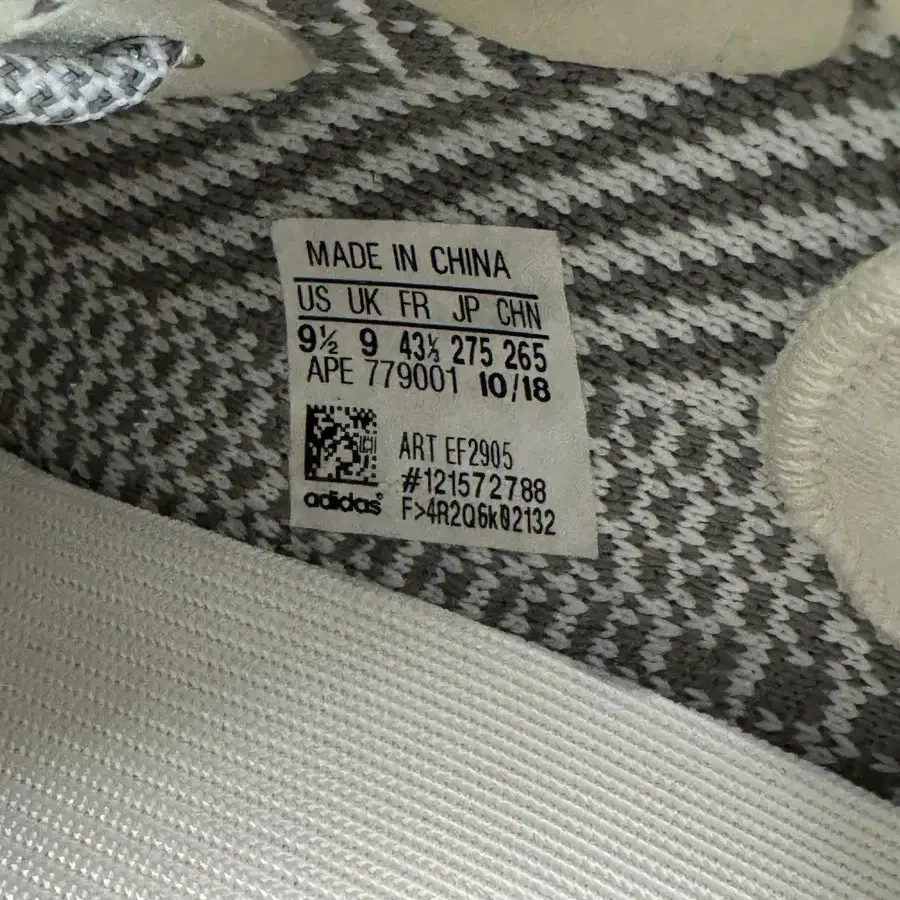 MADE IN CHINA
US UK FR JP CHN
9½ 9 43⅓ 275 265
APE 779001 10/18
ART EF2905
#121572788
adidas® F>4R2Q6k02132